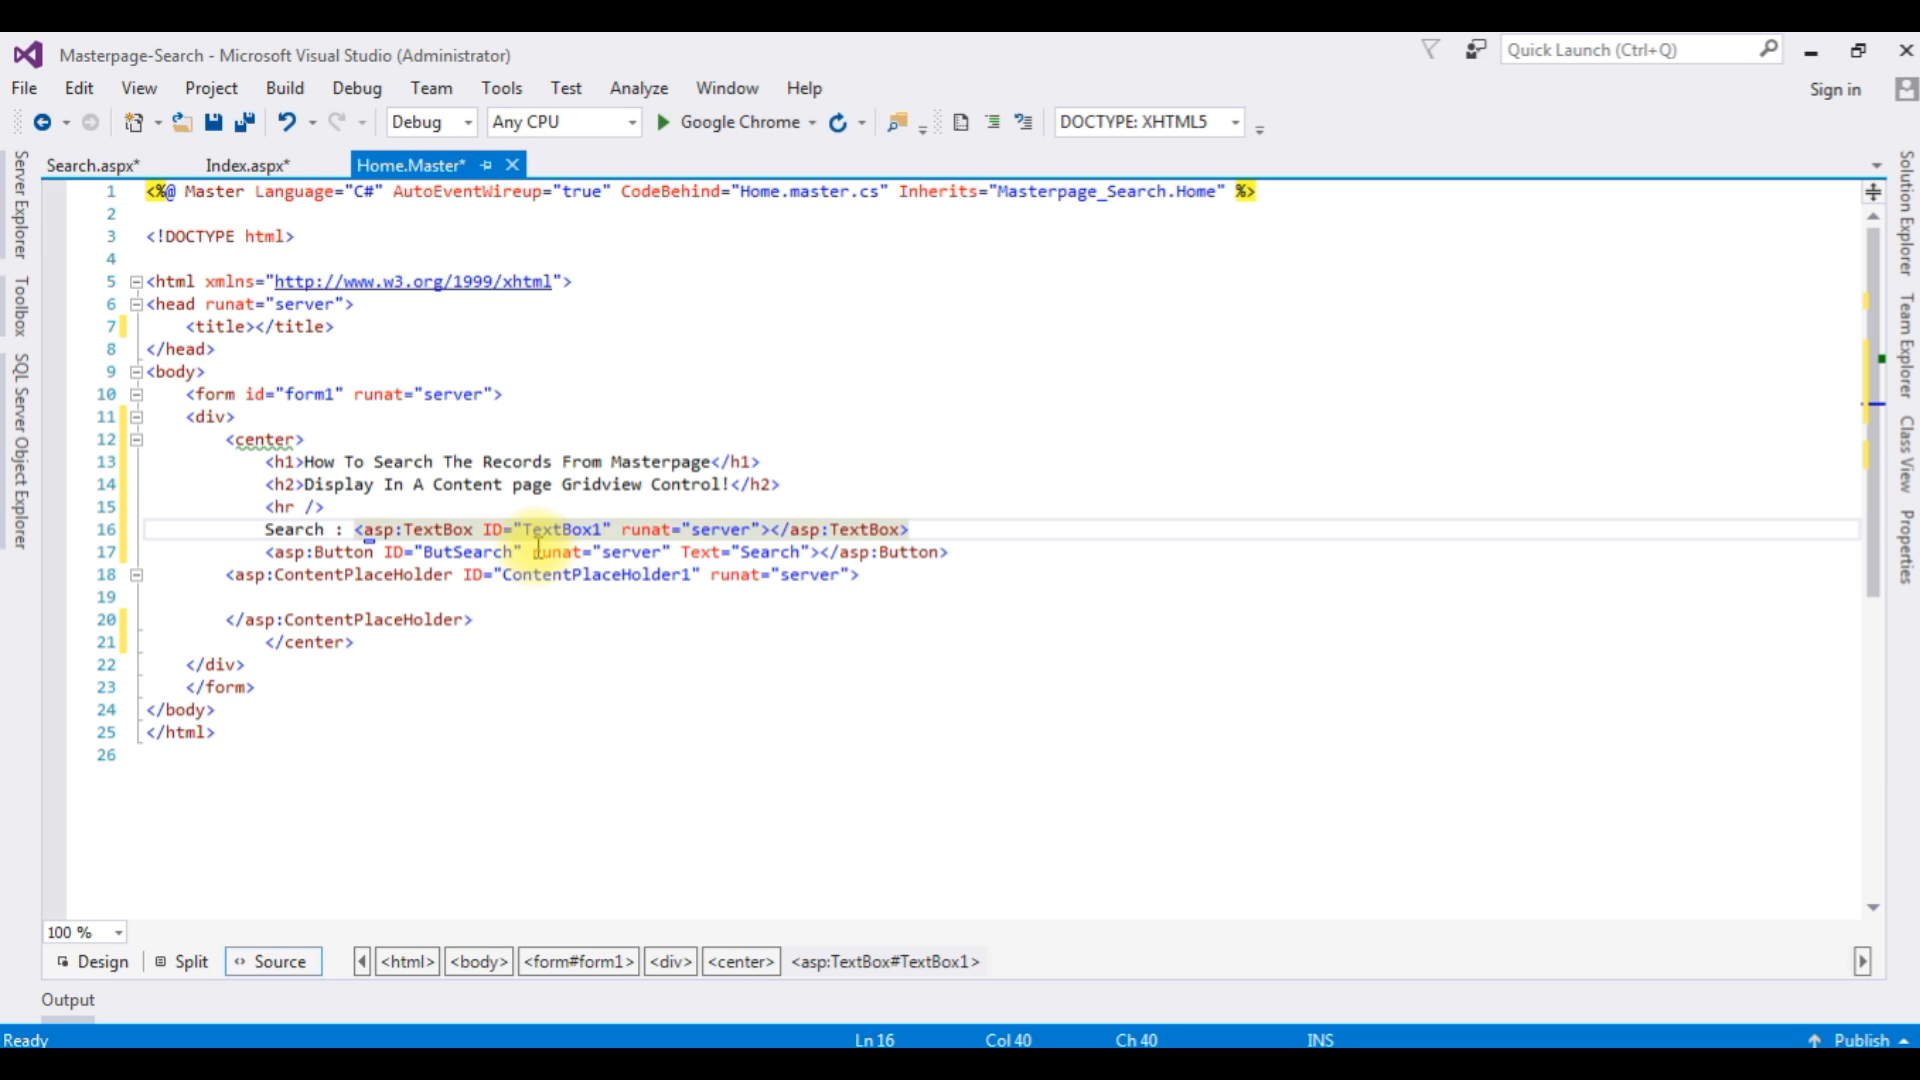 Masterpage-Search - Microsoft Visual Studio (Administrator)
Quick Launch (Ctrl+Q)
File Edit View Project Build Debug Team Tools Test Analyze Window Help
Sign in
Debug Any CPU Google Chrome DOCTYPE: XHTML5
Search.aspx* Index.aspx* Home.Master*
Server Explorer
Toolbox
SQL Server Object Explorer
1 <%@ Master Language="C#" AutoEventWireup="true" CodeBehind="Home.master.cs" Inherits="Masterpage_Search.Home" %>
2
3 <!DOCTYPE html>
4
5 <html xmlns="http://www.w3.org/1999/xhtml">
6 <head runat="server">
7 <title></title>
8 </head>
9 <body>
10 <form id="form1" runat="server">
11 <div>
12 <center>
13 <h1>How To Search The Records From Masterpage</h1>
14 <h2>Display In A Content page Gridview Control!</h2>
15 <hr />
16 Search : <asp:TextBox ID="TextBox1" runat="server"></asp:TextBox>
17 <asp:Button ID="ButSearch" runat="server" Text="Search"></asp:Button>
18 <asp:ContentPlaceHolder ID="ContentPlaceHolder1" runat="server">
19
20 </asp:ContentPlaceHolder>
21 </center>
22 </div>
23 </form>
24 </body>
25 </html>
26
Solution Explorer
Team Explorer
Class View
Properties
100 %
Design Split Source <html> <body> <form#form1> <div> <center> <asp:TextBox#TextBox1>
Output
Ready Ln 16 Col 40 Ch 40 INS Publish